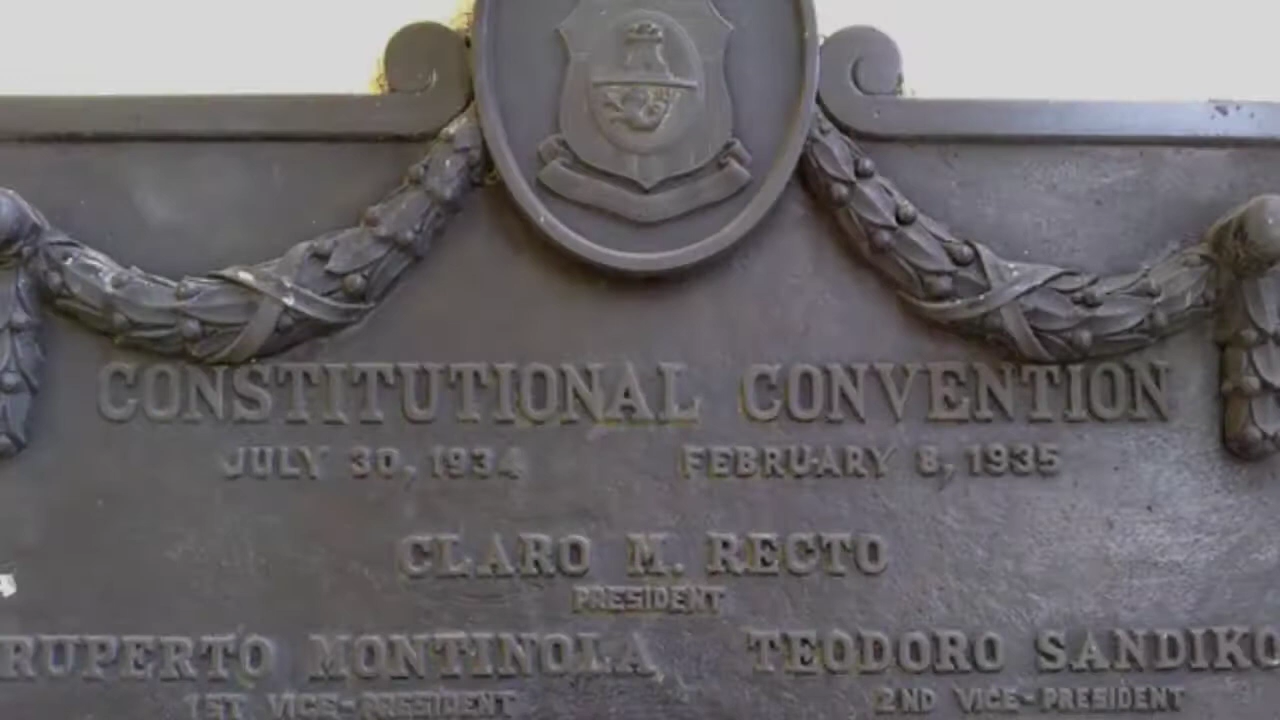 CONSTITUTIONAL CONVENTION
JULY 30, 1934 FEBRUARY 8, 1935
CLARO M. RECTO
PRESIDENT
RUPERTO MONTINOLA TEODORO SANDIKO
1ST VICE-PRESIDENT 2ND VICE-PRESIDENT